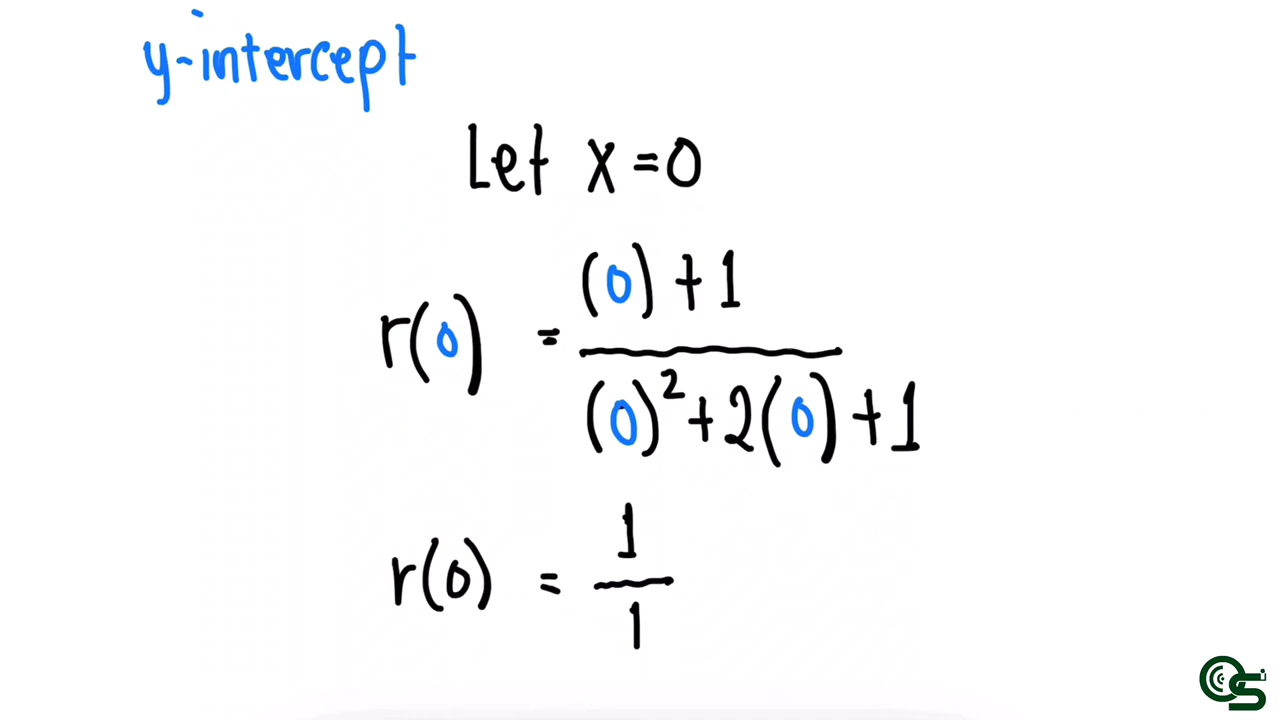 y-intercept
Let x=0
r(0) = (0)+1 / (0)²+2(0)+1
r(0) = 1/1